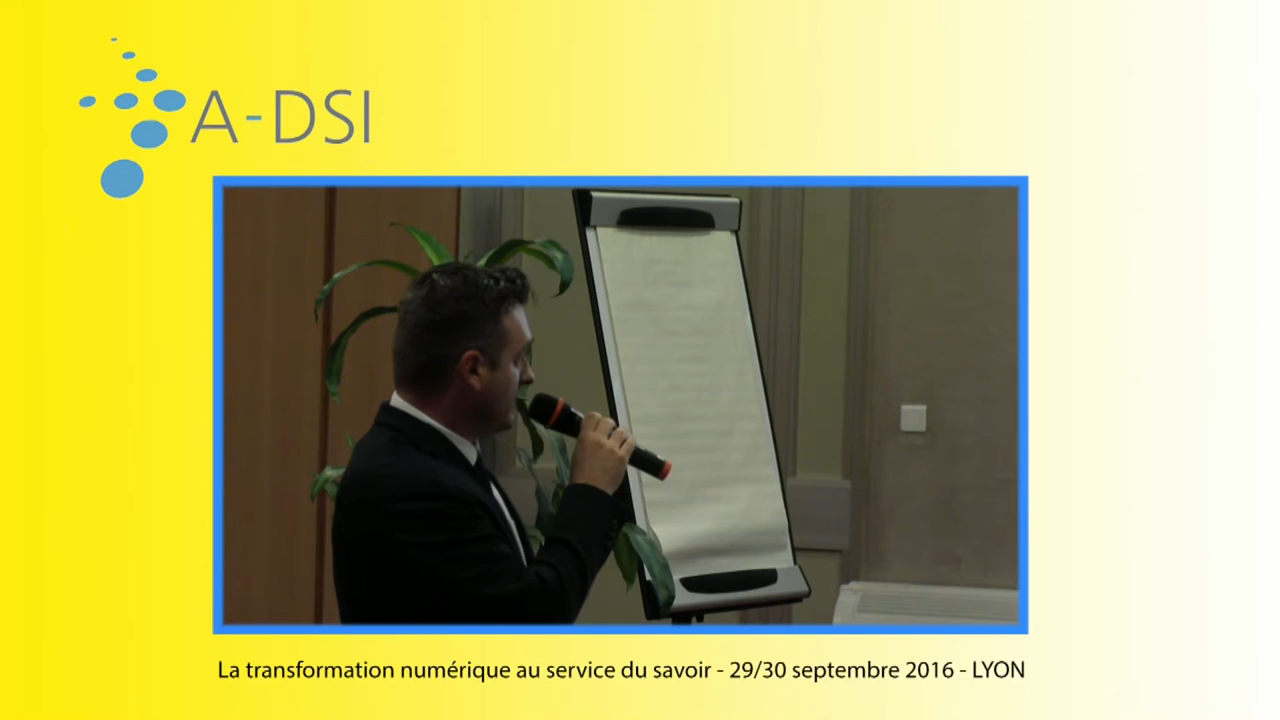 A-DSI
La transformation numérique au service du savoir - 29/30 septembre 2016 - LYON